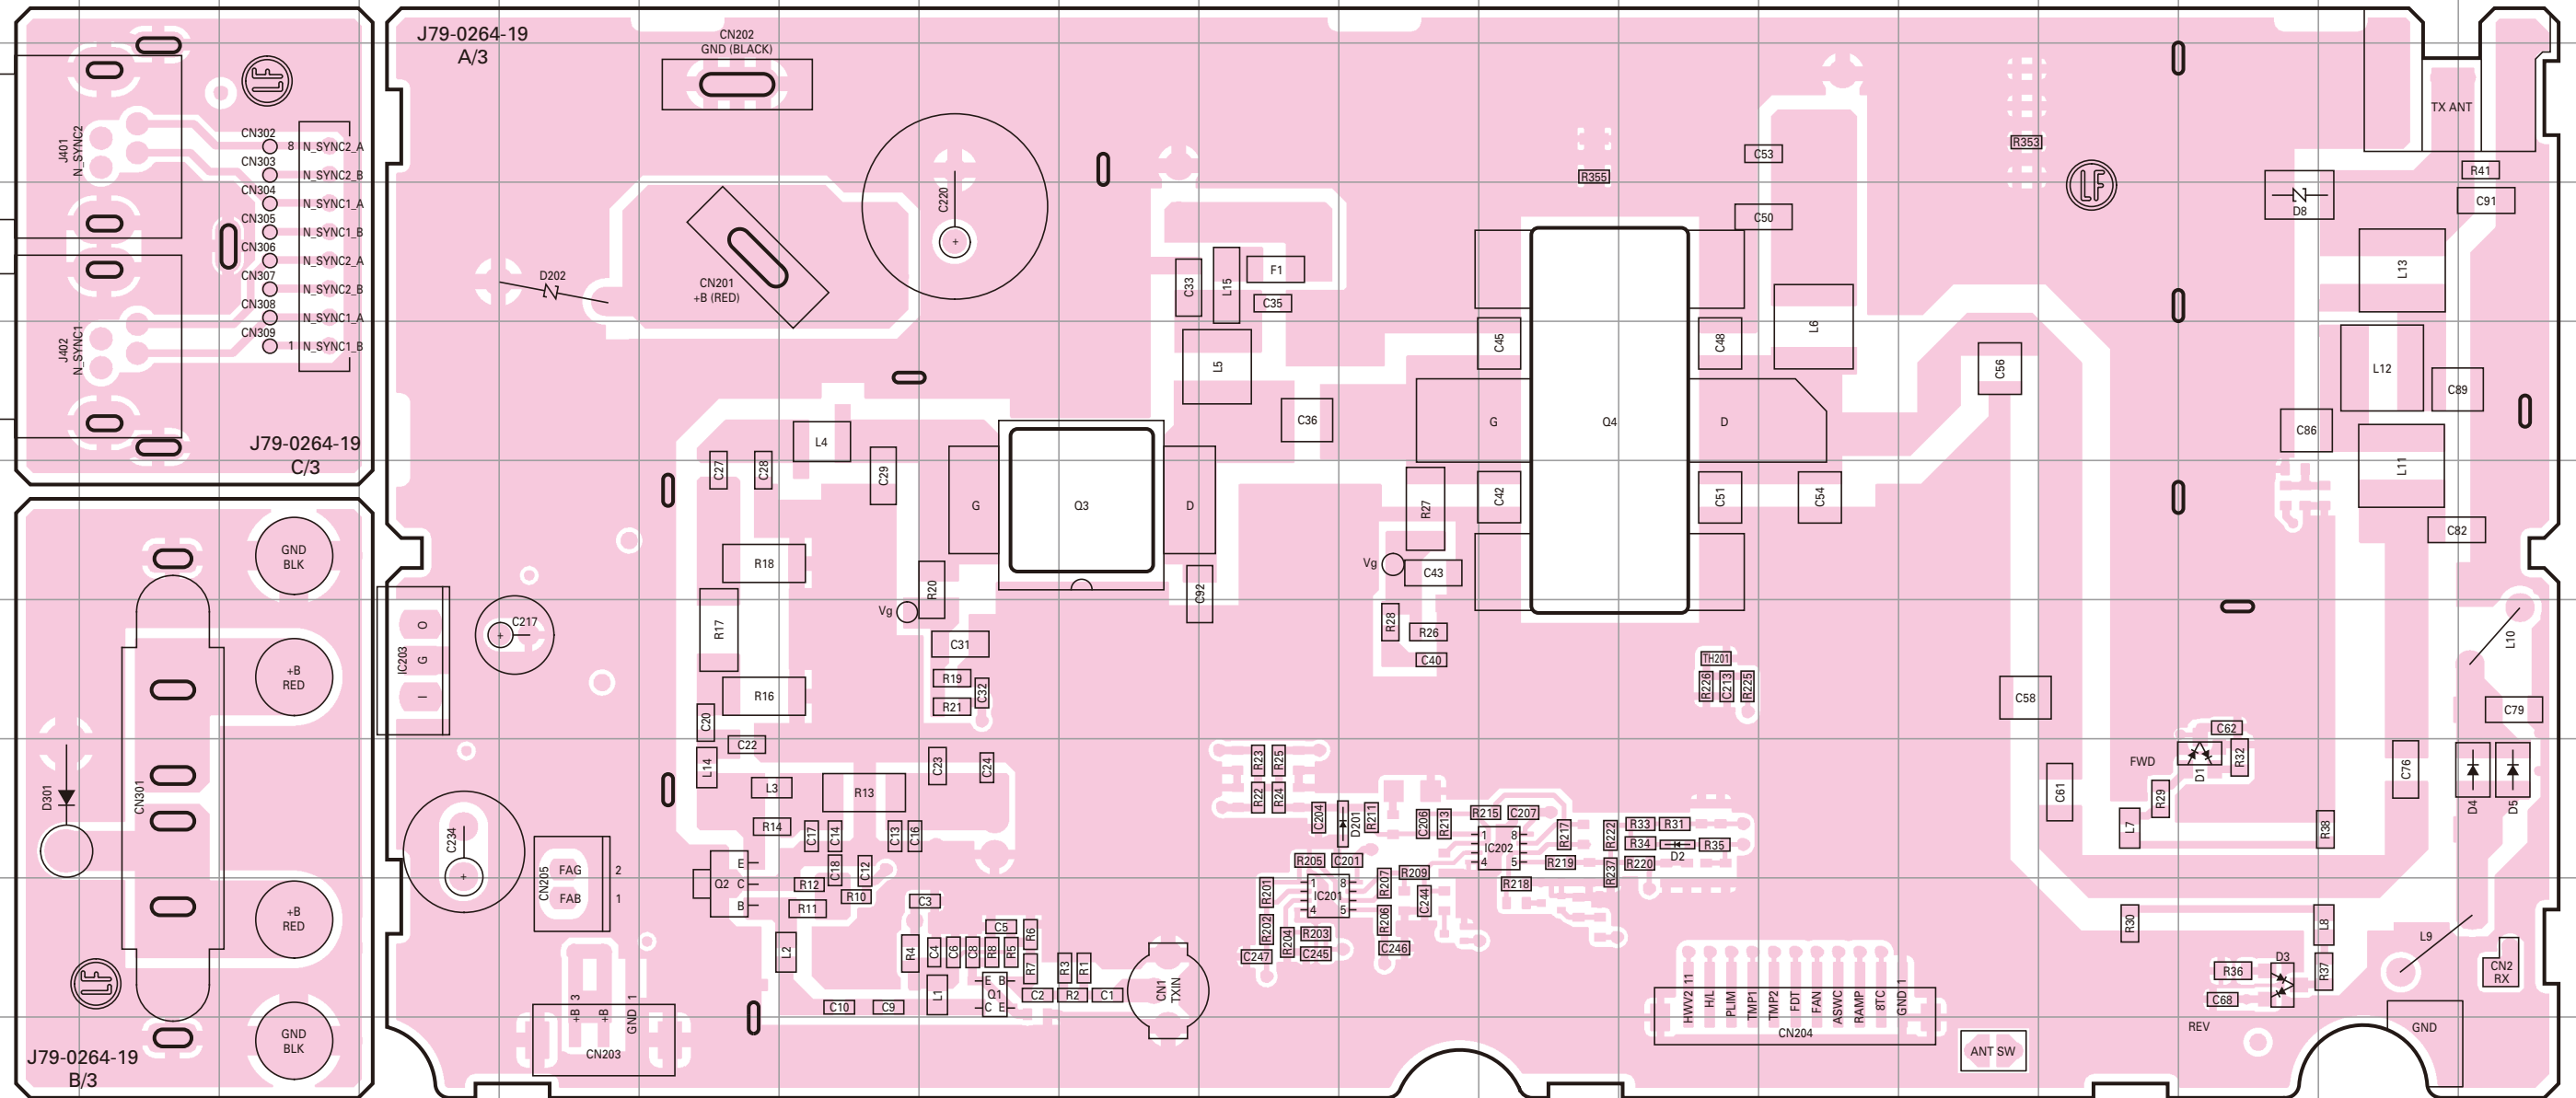 J401
N_SYNC2
LF
CN302
8 N_SYNC2_A
CN303
N_SYNC2_B
CN304
N_SYNC1_A
CN305
N_SYNC1_B
CN306
N_SYNC2_A
CN307
N_SYNC2_B
CN308
N_SYNC1_A
CN309
1 N_SYNC1_B
J402
N_SYNC1
J79-0264-19
C/3
GND
BLK
+B
RED
D301
CN301
+B
RED
LF
GND
BLK
J79-0264-19
B/3
J79-0264-19
A/3
CN202
GND (BLACK)
C220
+
D202
CN201
+B (RED)
C33
L15
F1
C35
L5
C36
R355
C53
C50
R353
LF
TX ANT
R41
C91
D8
L13
L12
C89
C86
L11
C82
C45
C48
L6
C56
G
Q4
D
C42
C51
C54
R27
Vg
C43
R28
R26
C40
L4
C27
C28
C29
G
Q3
D
R18
R20
C92
Vg
R17
C31
R19
C32
R21
R16
C20
C22
L14
IC203
O
G
I
C217
+
C234
+
CN205
FAG 2
FAB 1
+B 3
+B
GND 1
CN203
L3
R13
C23
C24
R14
C17
C14
C13
C16
C18
C12
Q2
E
C
B
R12
R10
R11
C3
L2
R4
C4
C6
C8
R8
R5
C5
R6
R7
R3
R1
E B
Q1
C E
L1
C10
C9
C2
R2
C1
CN1
TXIN
TH201
R226
C213
R225
R23
R25
R22
R24
C204
D201
R211
C206
R213
R215
C207
1 8
IC202
4 5
R217
R222
R33
R31
R34
D2
R35
R219
R237
R220
R218
R205
C201
R209
R207
C244
R201
1 8
IC201
4 5
R202
R204
R203
C245
R206
C246
C247
HWV2 11
H/L
PLIM
TMP1
TMP2
FDT
FAN
ASWC
RAMP
8TC
GND 1
CN204
ANT SW
C58
C61
L10
C79
C62
FWD
D1
R32
R29
L7
C76
D4
D5
R38
R30
L8
L9
R36
D3
R37
C68
REV
CN2
RX
GND